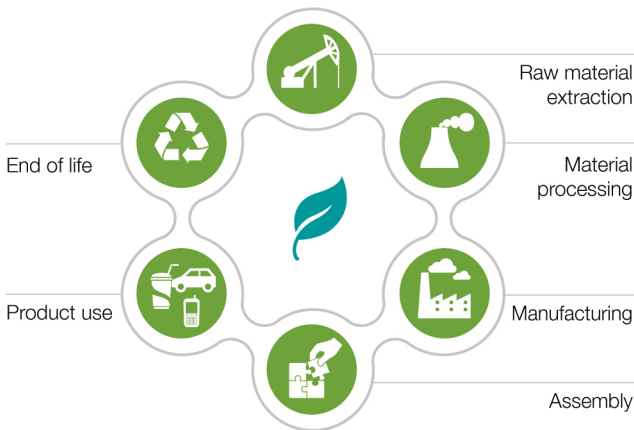 Raw material
extraction
Material
processing
Manufacturing
Assembly
Product use
End of life